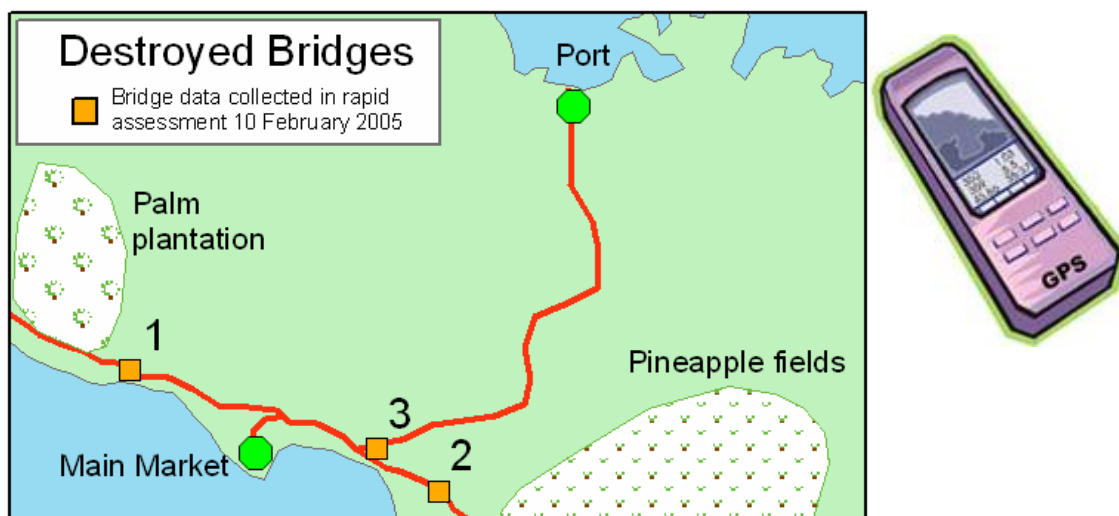 Destroyed Bridges
Bridge data collected in rapid
assessment 10 February 2005
Port
Palm
plantation
1
Pineapple fields
3
2
Main Market
GPS